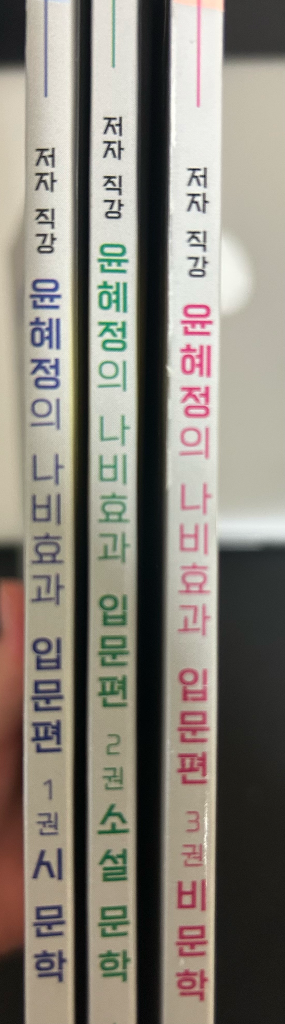 저자 직강 윤혜정의 나비효과 입문편 1권 시 문학
저자 직강 윤혜정의 나비효과 입문편 2권 소설 문학
저자 직강 윤혜정의 나비효과 입문편 3권 비문학